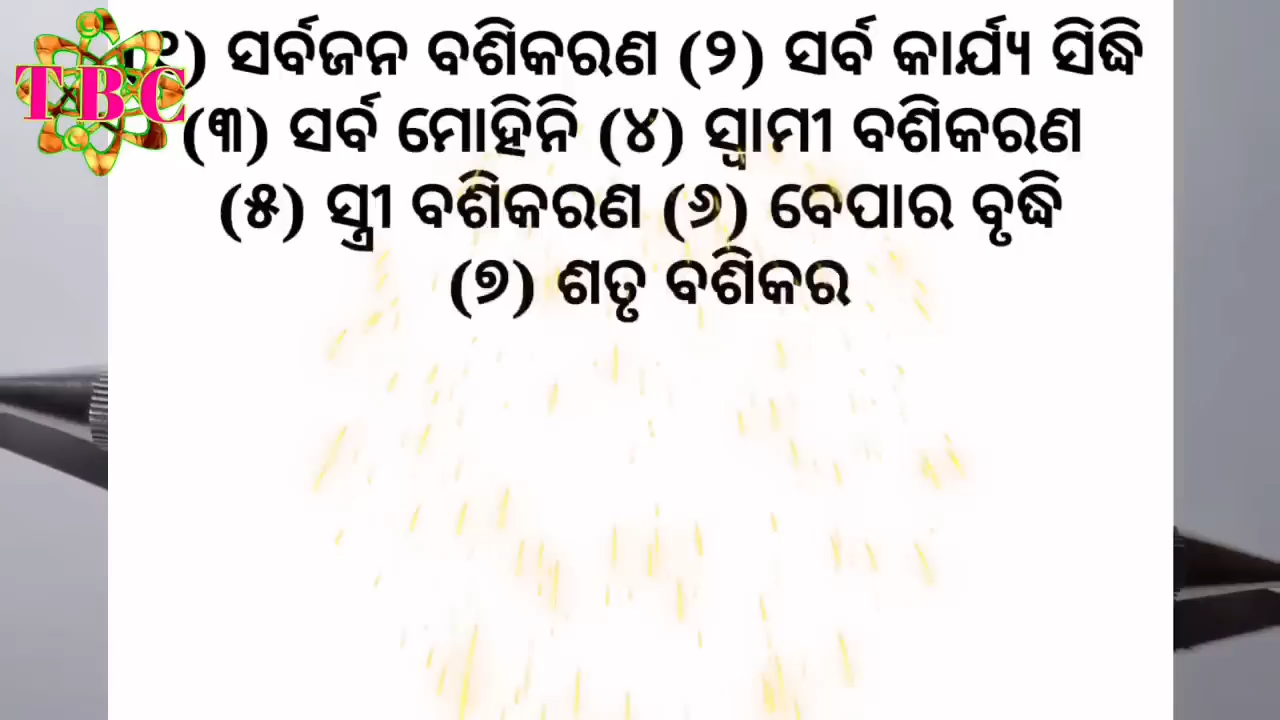 TBC
(୧) ସର୍ବଜନ ବଶିକରଣ (୨) ସର୍ବ କାର୍ଯ୍ୟ ସିଦ୍ଧି
(୩) ସର୍ବ ମୋହିନି (୪) ସ୍ୱାମୀ ବଶିକରଣ
(୫) ସ୍ତ୍ରୀ ବଶିକରଣ (୬) ବେପାର ବୃଦ୍ଧି
(୭) ଶତୃ ବଶିକର